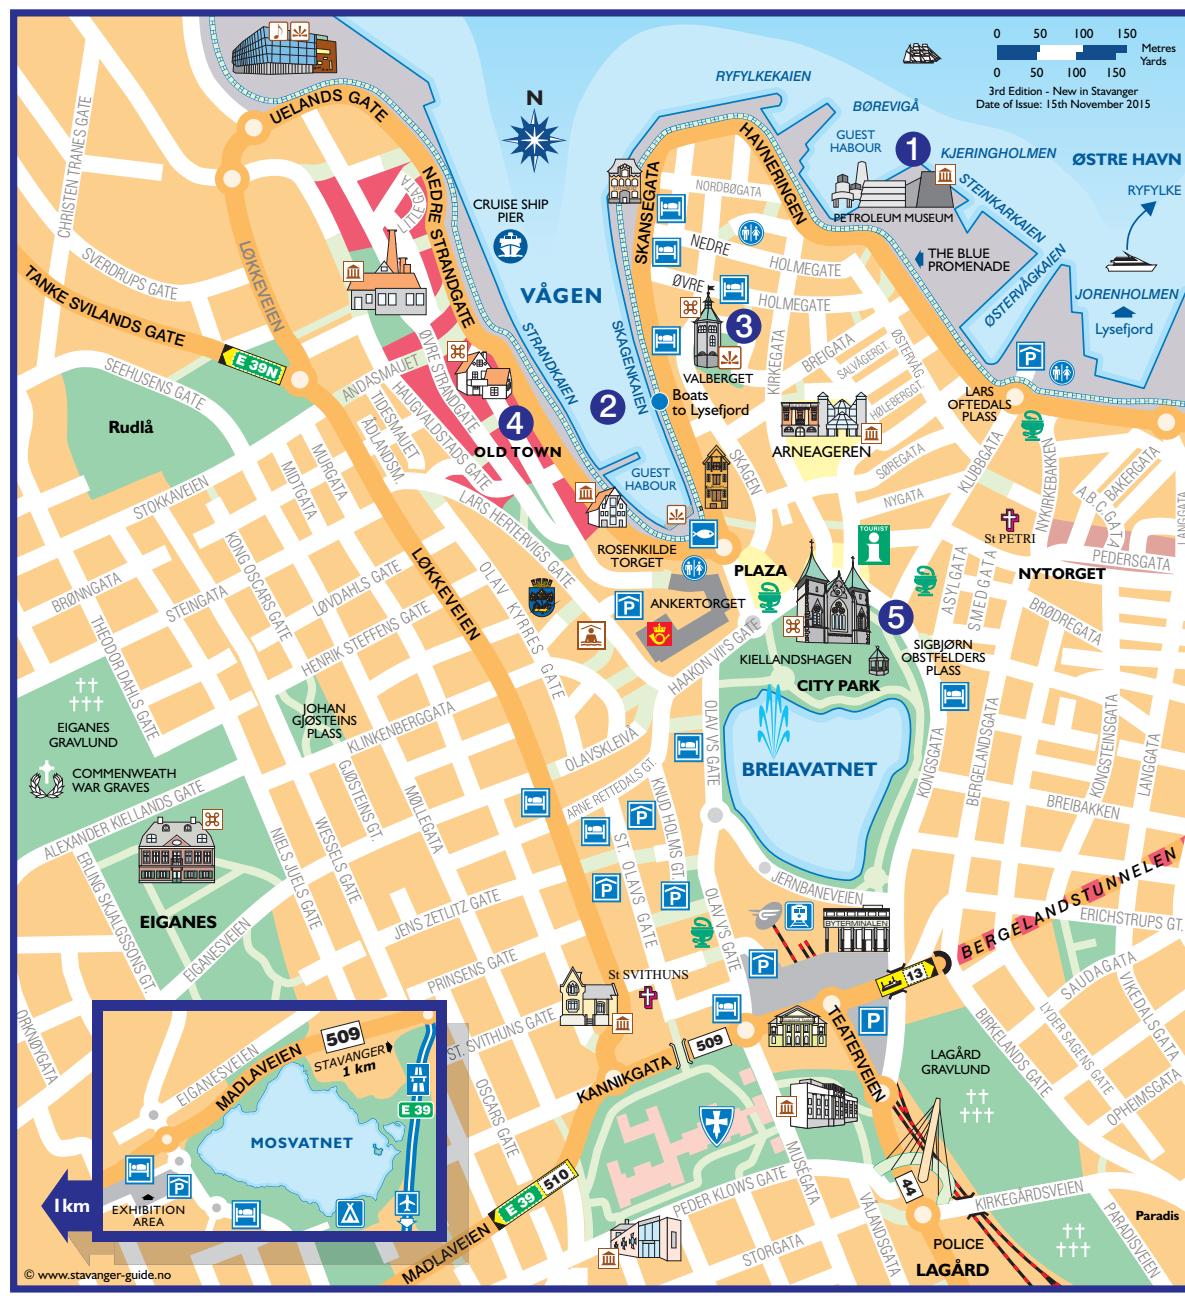 0 50 100 150
Metres
Yards
0 50 100 150
3rd Edition - New in Stavanger
Date of Issue: 15th November 2015
RYFYLKEKAIEN
BØREVIGÅ
GUEST
HABOUR
1
KJERINGHOLMEN
ØSTRE HAVN
RYFYLKE
UELANDS GATE
N
HAVNERINGEN
CHRISTEN TRANES GATE
NEDRE STRANDGATE
LILLEGATA
SKANSEGATA
NORDBØGATA
PETROLEUM MUSEUM
STEINKARKAIEN
CRUISE SHIP
PIER
NEDRE
HOLMEGATE
THE BLUE
PROMENADE
ØSTERVÅGKAIEN
SVERDRUPS GATE
LØKKEVEIEN
TANKE SVILANDS GATE
VÅGEN
ØVRE
HOLMEGATE
JORENHOLMEN
Lysefjord
3
E 39N
STRANDKAIEN
SKAGENKAIEN
KIRKEGATA
BREIGATA
SALVÅGERGT.
ØSTERVÅG
HØLEBERGGT.
P
SEEHUSENS GATE
ANDASMAUET
ØVRE STRANDGATE
HAUGVALDSTADS GATE
TIDESMAUET
ADLANDSM.
VALBERGET
Boats
to Lysefjord
2
LARS
OFTEDALS
PLASS
Rudlå
4
OLD TOWN
ARNEAGEREN
SØREGATA
KLUBBGATA
NYKIRKEBAKKEN
BAKERGATA
A.B.C.GATA
LANGGATA
STOKKAVEIEN
MIDTGATA
MURGATA
LARS HERTERVIGS GATE
GUEST
HABOUR
SKAGEN
NYGATA
St PETRI
PEDERSGATA
TOURIST
i
KONG OSCARS GATE
LØKKEVEIEN
ROSENKILDE
TORGET
PLAZA
NYTORGET
BRØNNGATA
STEINGATA
LØVDAHLS GATE
OLAV KYRRES GATE
P
ANKERTORGET
ASYLGATA
SMEDGATA
BRØDREGATA
THEODOR DAHLS GATE
HENRIK STEFFENS GATE
HAAKON VII'S GATE
5
KIELLANDSHAGEN
SIGBJØRN
OBSTFELDERS
PLASS
CITY PARK
EIGANES
GRAVLUND
JOHAN
GJØSTEINS
PLASS
KLINKENBERGGATA
OLAVSKLEIVÅ
OLAV V'S GATE
BREIAVATNET
KONGSGATA
BERGELANDSGATA
KONGSTEINSGATA
LANGGATA
COMMENWEATH
WAR GRAVES
GJØSTEINS GT.
MØLLEGATA
ARNE RETTEDALS GT.
KNUD HOLMS GT.
BREIBAKKEN
ALEXANDER KIELLANDS GATE
P
ERLING SKJALGSSONS GT.
NIELS JUELS GATE
WESSELS GATE
ST. OLAVS GATE
EIGANES
EIGANESVEIEN
JENS ZETLITZ GATE
P
P
OLAV V'S GATE
JERNBANEVEIEN
BYTERMINALEN
BERGELANDSTUNNELEN
ERICHSTRUPS GT.
PRINSENS GATE
St SVITHUNS
P
13
SAUDAGATA
VIKEDALSGATA
ORKNØYGATA
ST. SVITHUNS GATE
TEATERVEIEN
P
BIRKELANDS GATE
LYDER SAGENS GATE
509
EIGANESVEIEN
MADLAVEIEN
STAVANGER
1 km
KANNIKGATA
509
LAGÅRD
GRAVLUND
OPHEIMSGATA
E 39
OSCARS GATE
MOSVATNET
MUSÉGATA
1km
P
EXHIBITION
AREA
E 39 510
PEDER KLOWS GATE
VALANDSGATA
44
KIRKEGÅRDSVEIEN
PARADISVEIEN
Paradis
MADLAVEIEN
STORGATA
POLICE
LAGÅRD
© www.stavanger-guide.no